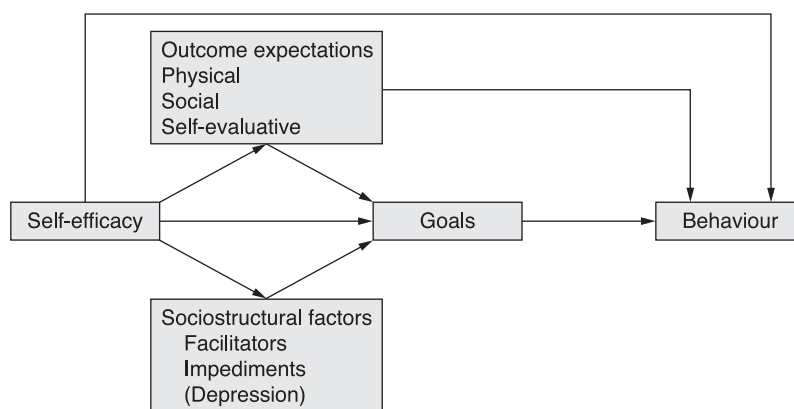 Outcome expectations
Physical
Social
Self-evaluative
Self-efficacy
Goals
Behaviour
Sociostructural factors
Facilitators
Impediments
(Depression)